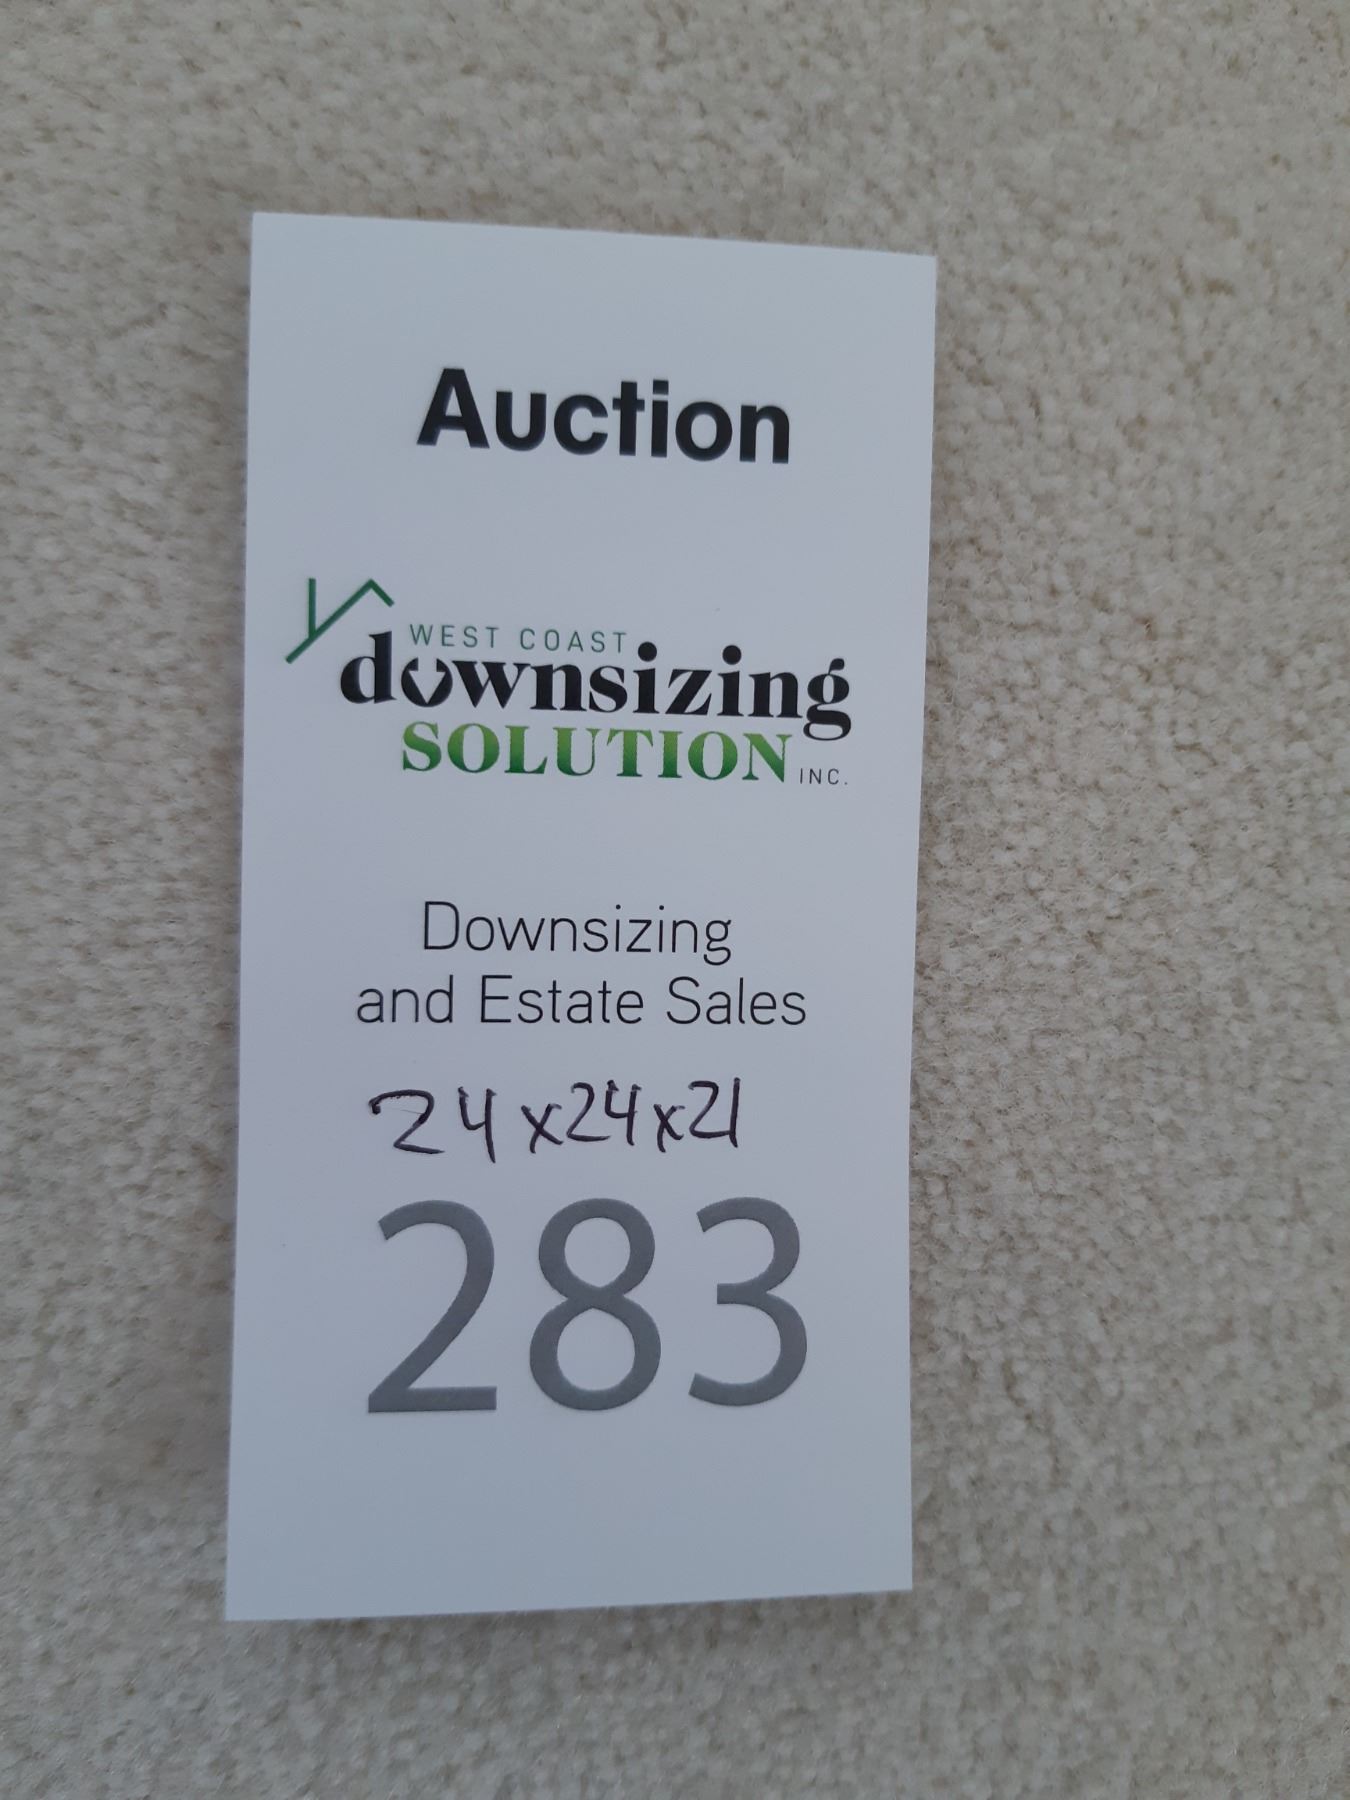 Auction
WEST COAST
downsizing
SOLUTION INC.
Downsizing
and Estate Sales
24x24x21
283